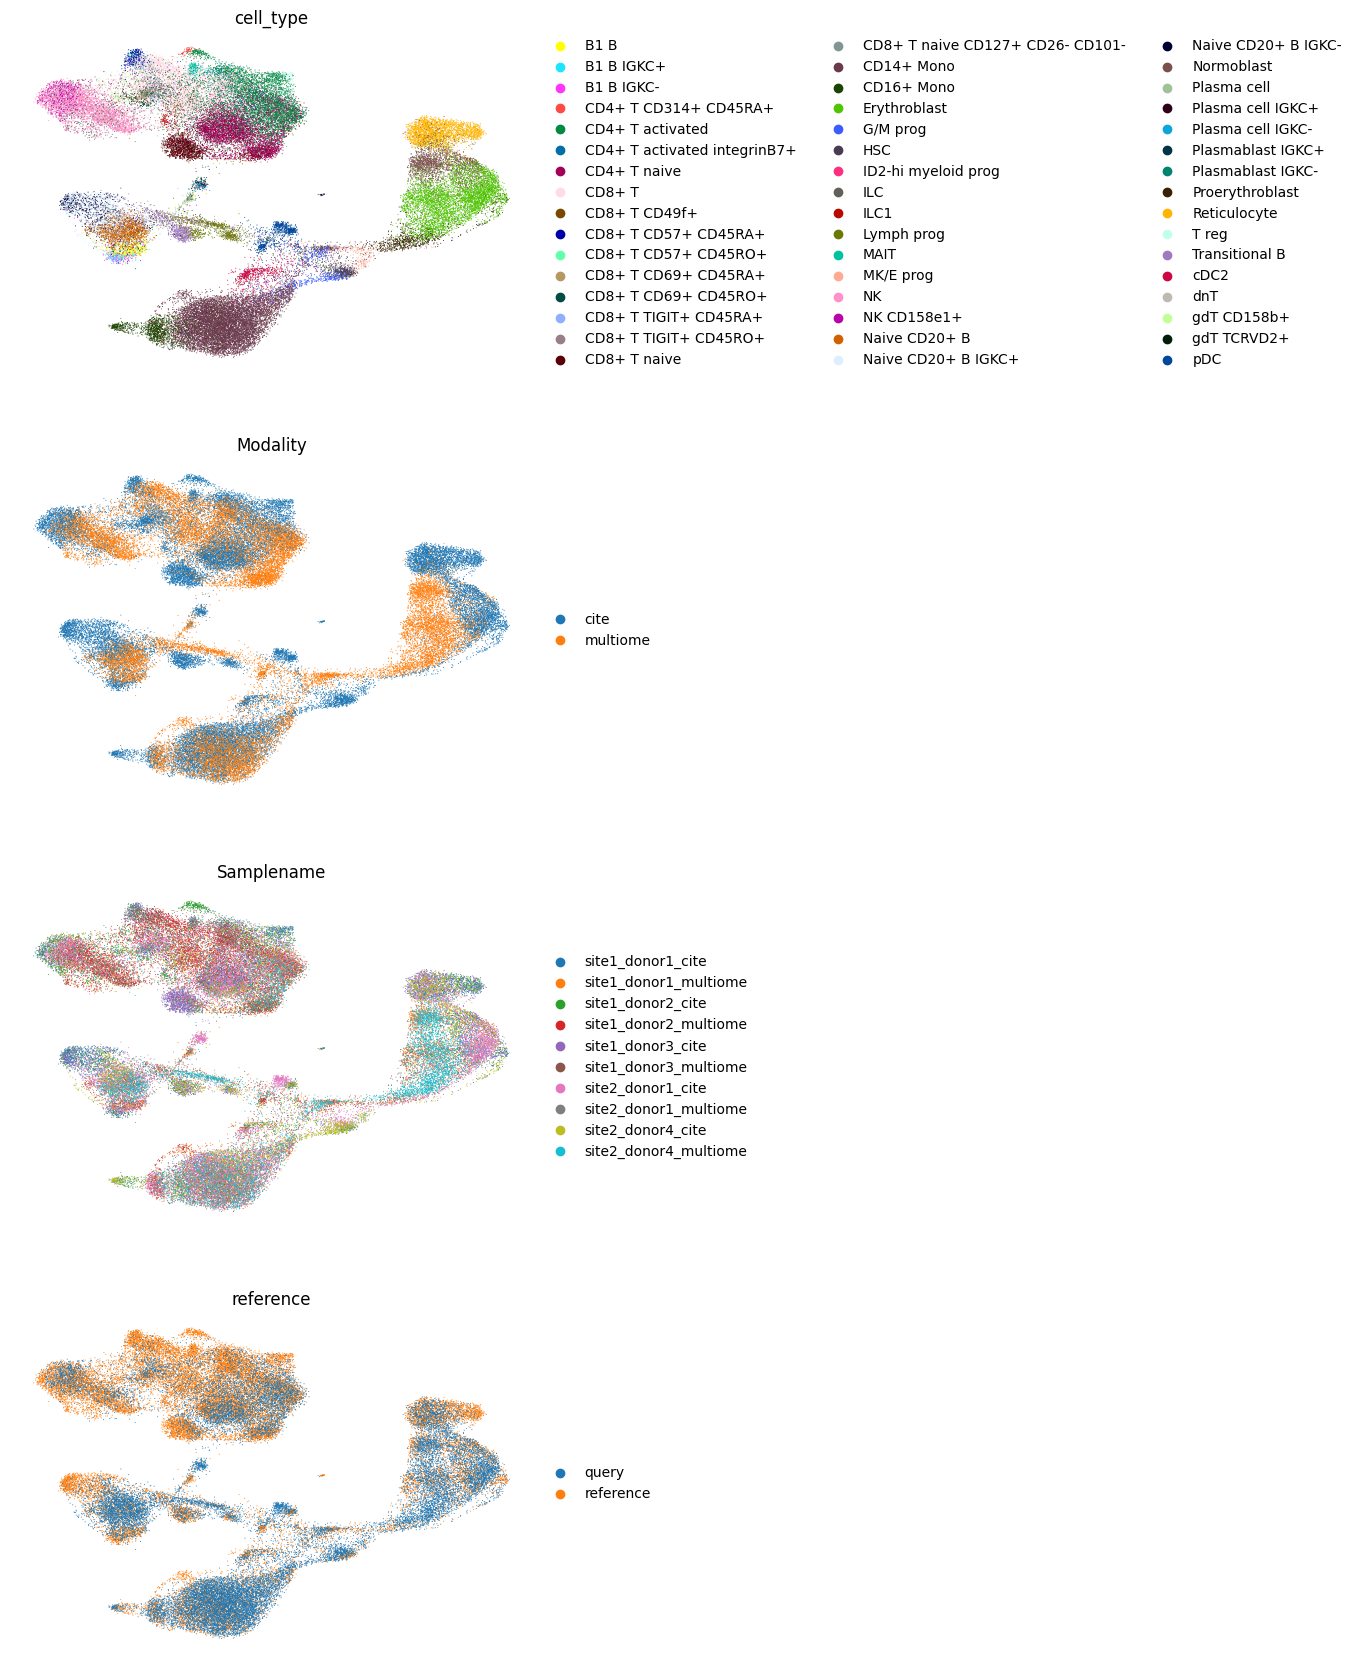 cell_type
B1 B
B1 B IGKC+
B1 B IGKC-
CD4+ T CD314+ CD45RA+
CD4+ T activated
CD4+ T activated integrinB7+
CD4+ T naive
CD8+ T
CD8+ T CD49f+
CD8+ T CD57+ CD45RA+
CD8+ T CD57+ CD45RO+
CD8+ T CD69+ CD45RA+
CD8+ T CD69+ CD45RO+
CD8+ T TIGIT+ CD45RA+
CD8+ T TIGIT+ CD45RO+
CD8+ T naive
CD8+ T naive CD127+ CD26- CD101-
CD14+ Mono
CD16+ Mono
Erythroblast
G/M prog
HSC
ID2-hi myeloid prog
ILC
ILC1
Lymph prog
MAIT
MK/E prog
NK
NK CD158e1+
Naive CD20+ B
Naive CD20+ B IGKC+
Naive CD20+ B IGKC-
Normoblast
Plasma cell
Plasma cell IGKC+
Plasma cell IGKC-
Plasmablast IGKC+
Plasmablast IGKC-
Proerythroblast
Reticulocyte
T reg
Transitional B
cDC2
dnT
gdT CD158b+
gdT TCRVD2+
pDC
Modality
cite
multiome
Samplename
site1_donor1_cite
site1_donor1_multiome
site1_donor2_cite
site1_donor2_multiome
site1_donor3_cite
site1_donor3_multiome
site2_donor1_cite
site2_donor1_multiome
site2_donor4_cite
site2_donor4_multiome
reference
query
reference